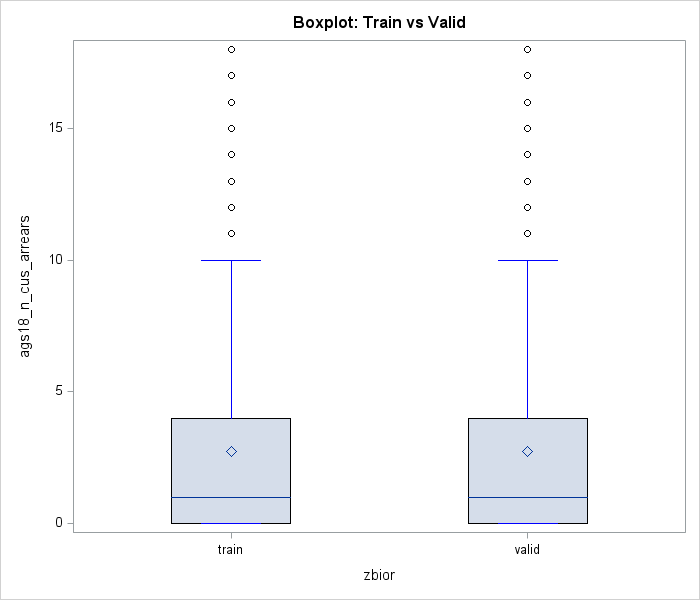 Boxplot: Train vs Valid
15
10
5
0
ags18_n_cus_arrears
train valid
zbior